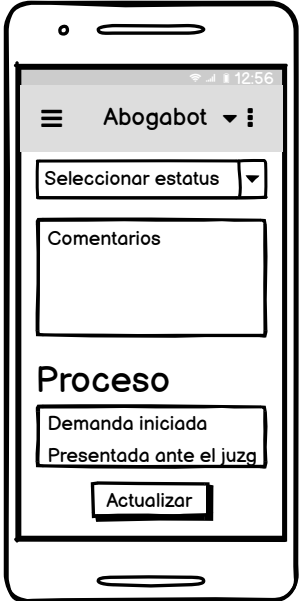 12:56
Abogabot
Seleccionar estatus
Comentarios
Proceso
Demanda iniciada
Presentada ante el juzg
Actualizar